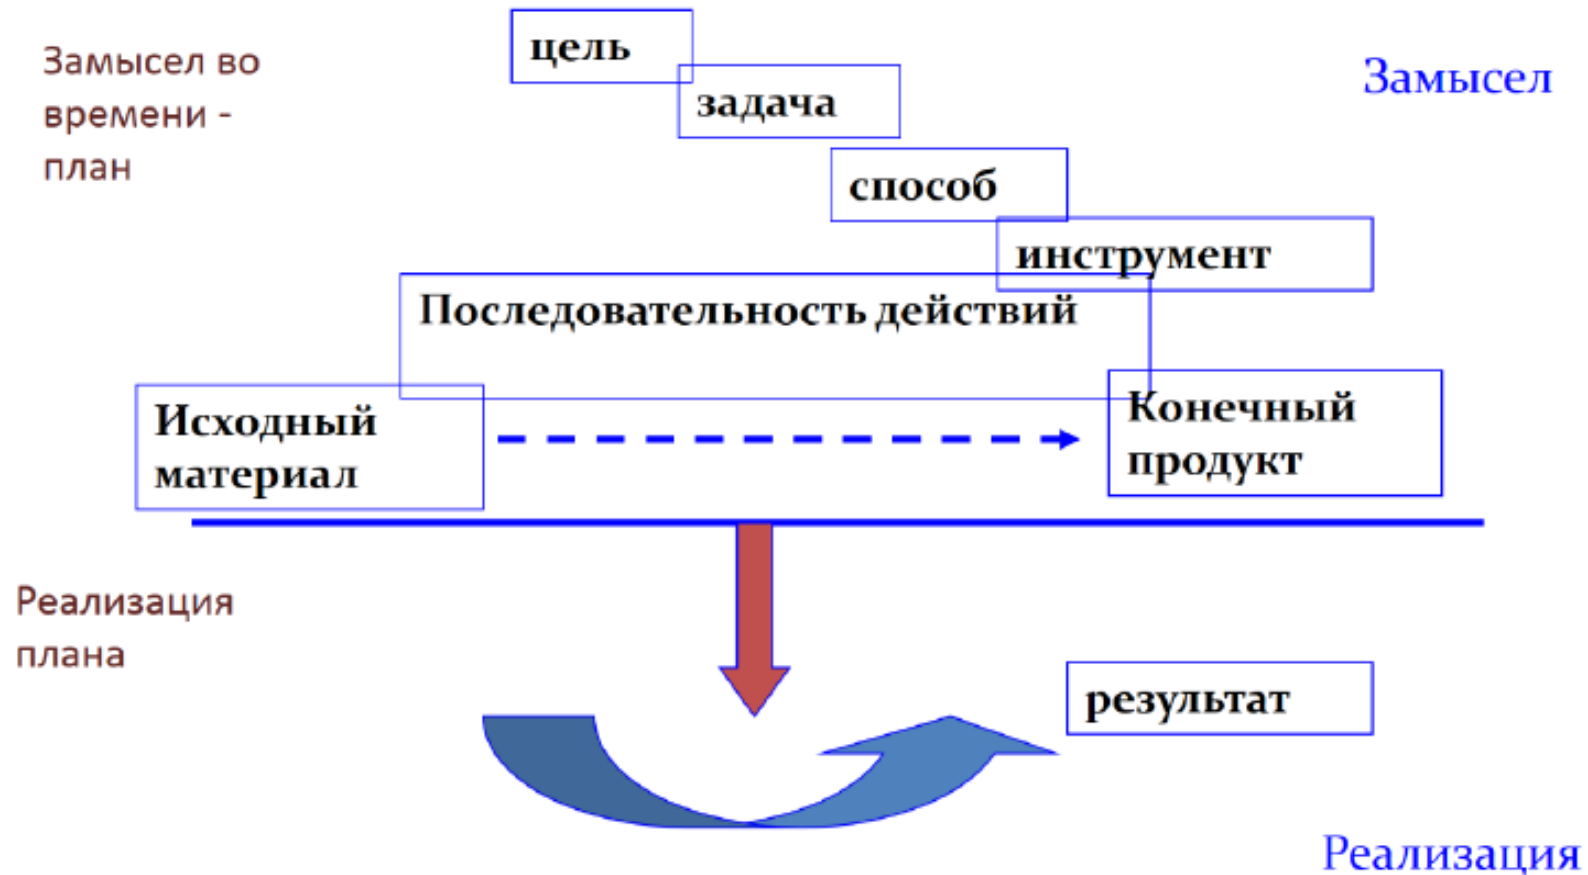 цель
Замысел во
времени -
план
Замысел
задача
способ
инструмент
Последовательность действий
Исходный
материал
Конечный
продукт
Реализация
плана
результат
Реализация